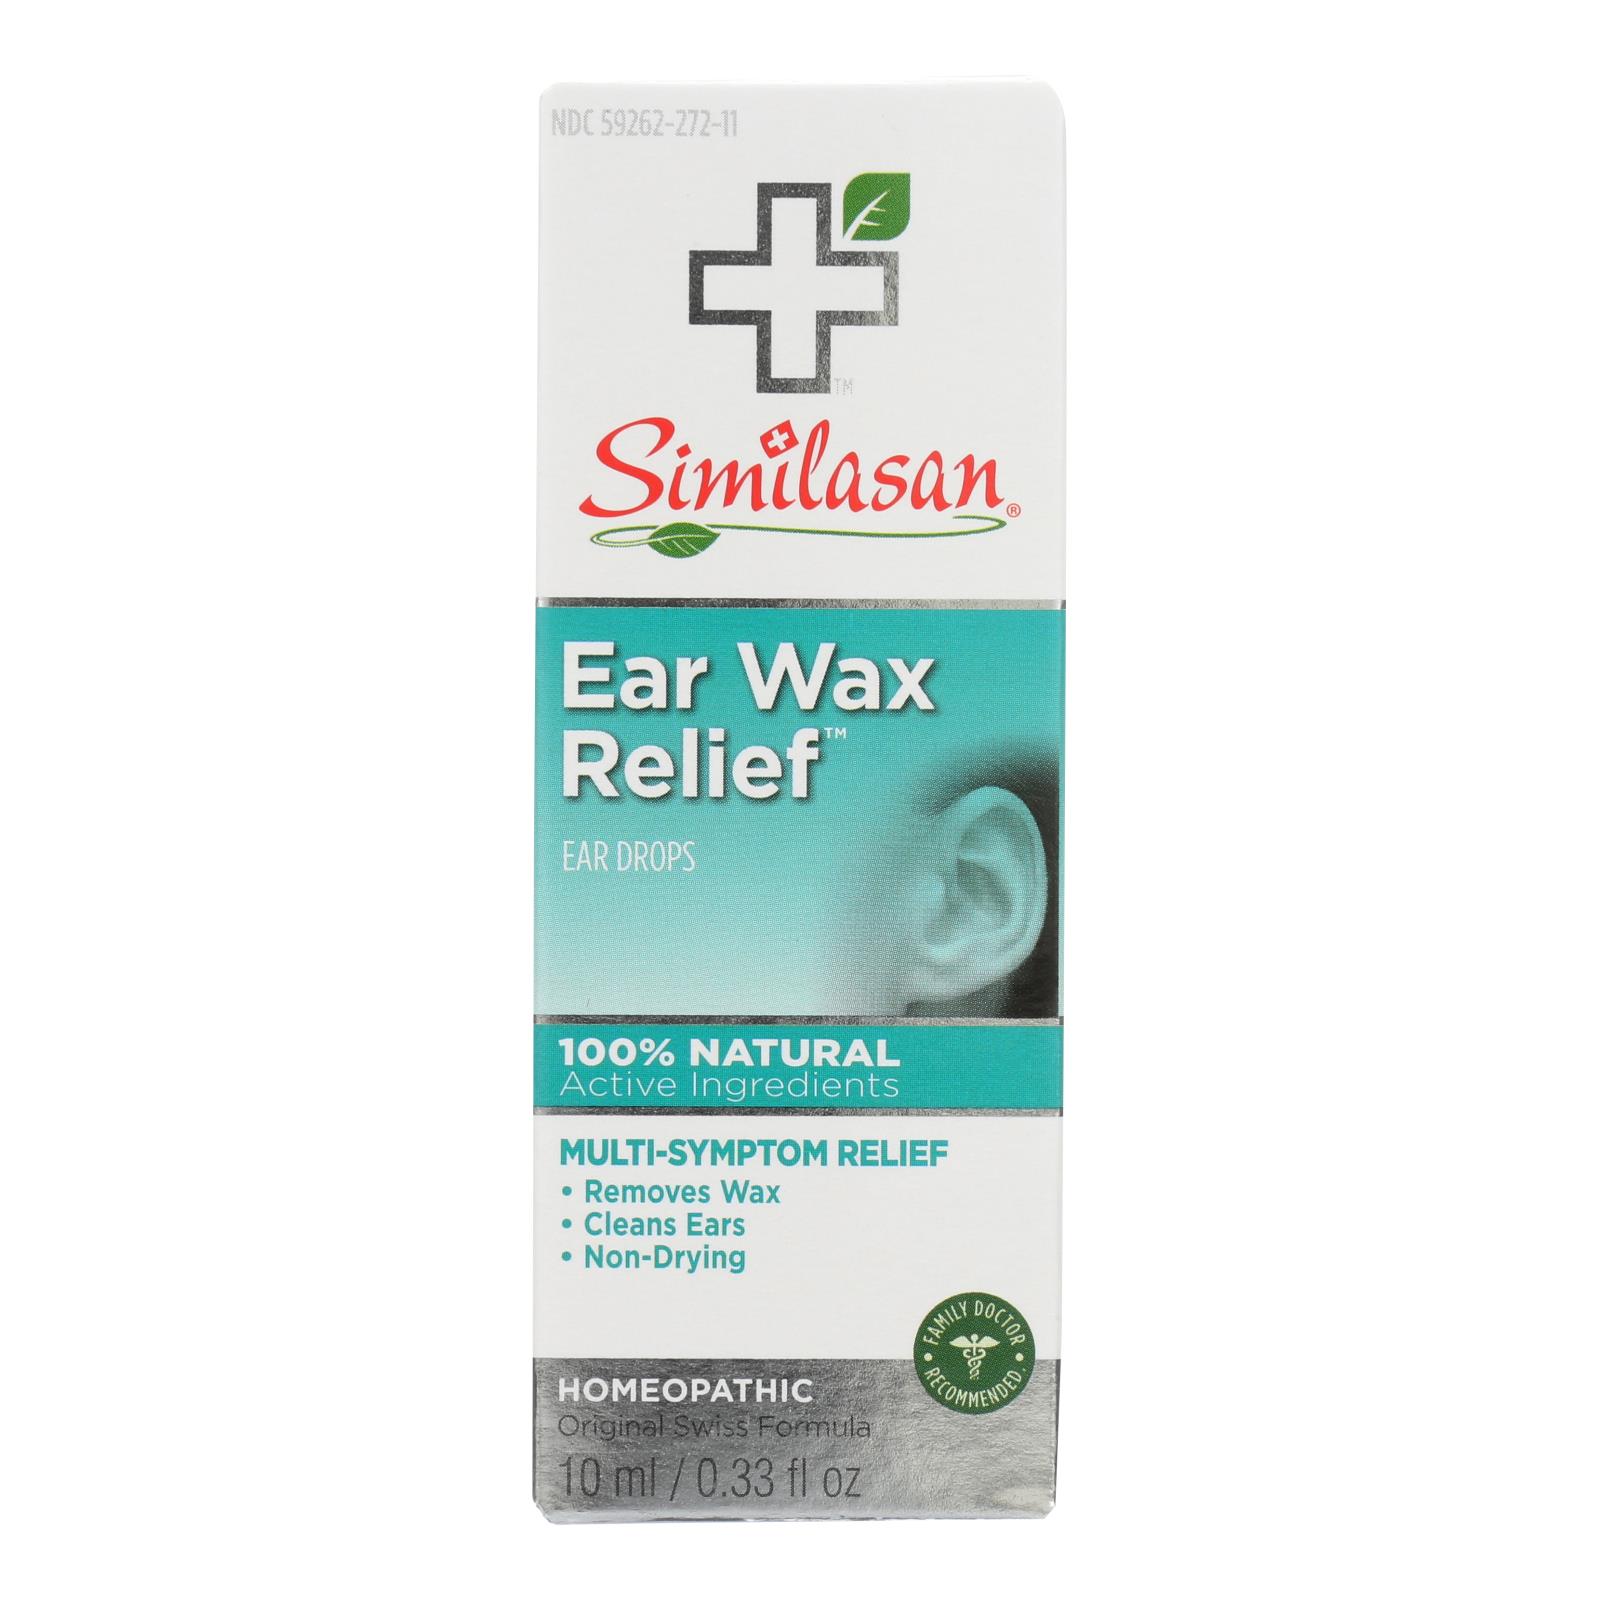 NDC 59262-272-11
TM
Similasan®
Ear Wax
Relief™
EAR DROPS
100% NATURAL
Active Ingredients
MULTI-SYMPTOM RELIEF
• Removes Wax
• Cleans Ears
• Non-Drying
FAMILY DOCTOR
• RECOMMENDED. •
HOMEOPATHIC
Original Swiss Formula
10 ml / 0.33 fl oz